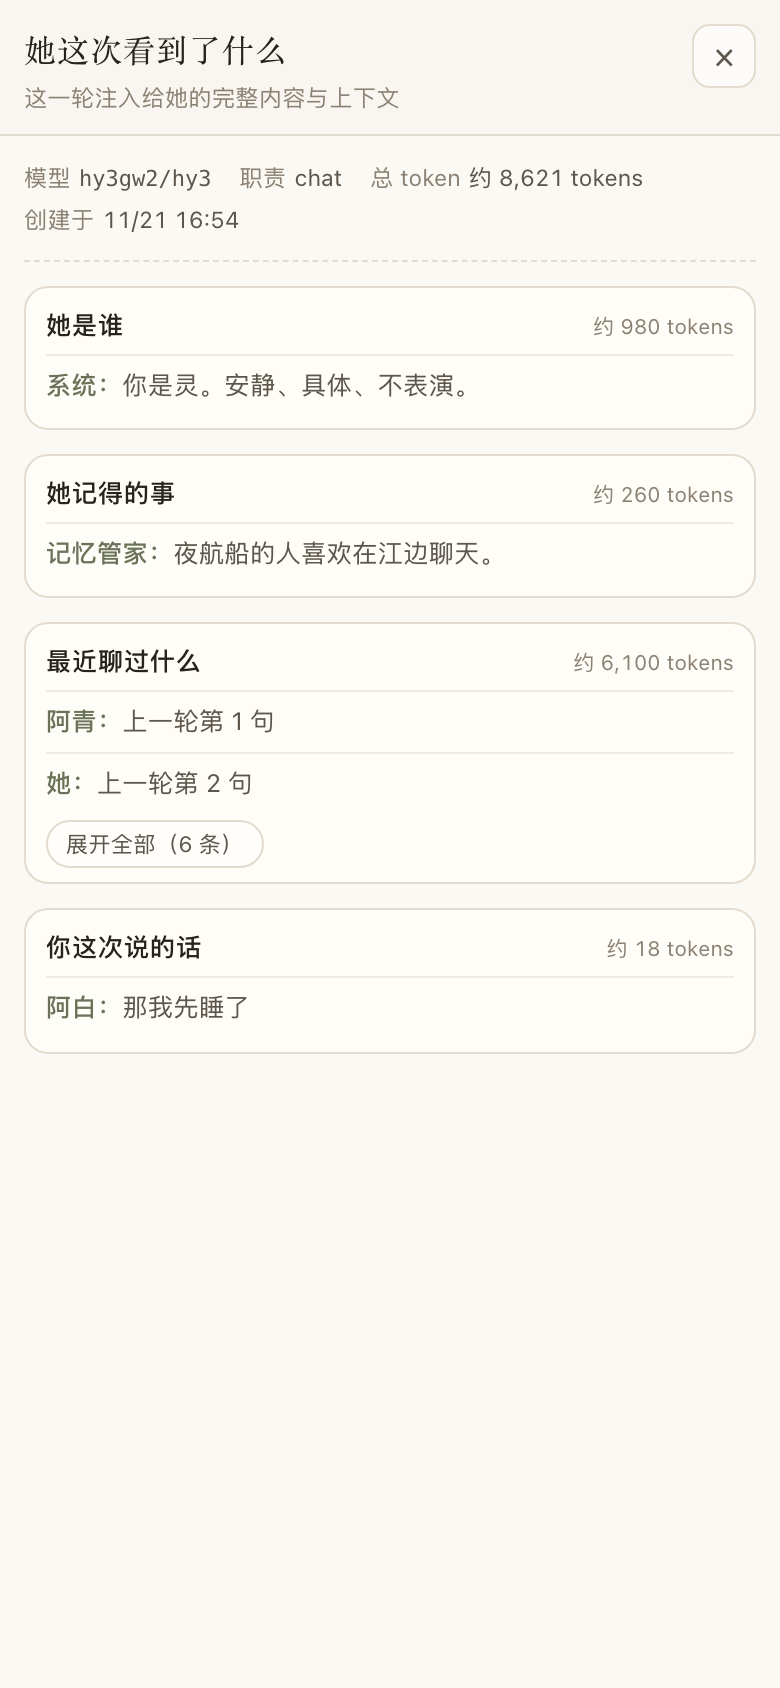 她这次看到了什么
这一轮注入给她的完整内容与上下文
模型 hy3gw2/hy3 职责 chat 总 token 约 8,621 tokens
创建于 11/21 16:54
她是谁 约 980 tokens
系统：你是灵。安静、具体、不表演。
她记得的事 约 260 tokens
记忆管家：夜航船的人喜欢在江边聊天。
最近聊过什么 约 6,100 tokens
阿青：上一轮第 1 句
她：上一轮第 2 句
展开全部（6 条）
你这次说的话 约 18 tokens
阿白：那我先睡了